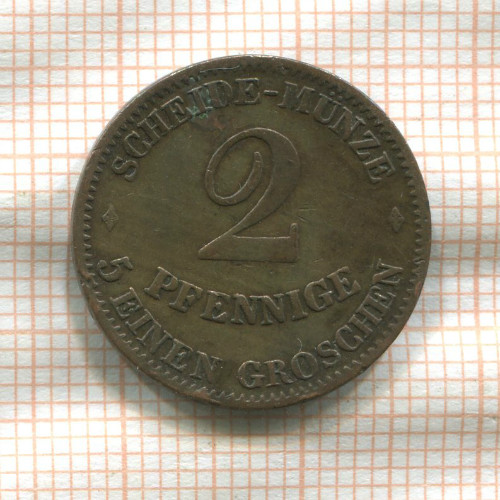 SCHEIDE-MÜNZE
2
PFENNIGE
5 EINEN GROSCHEN